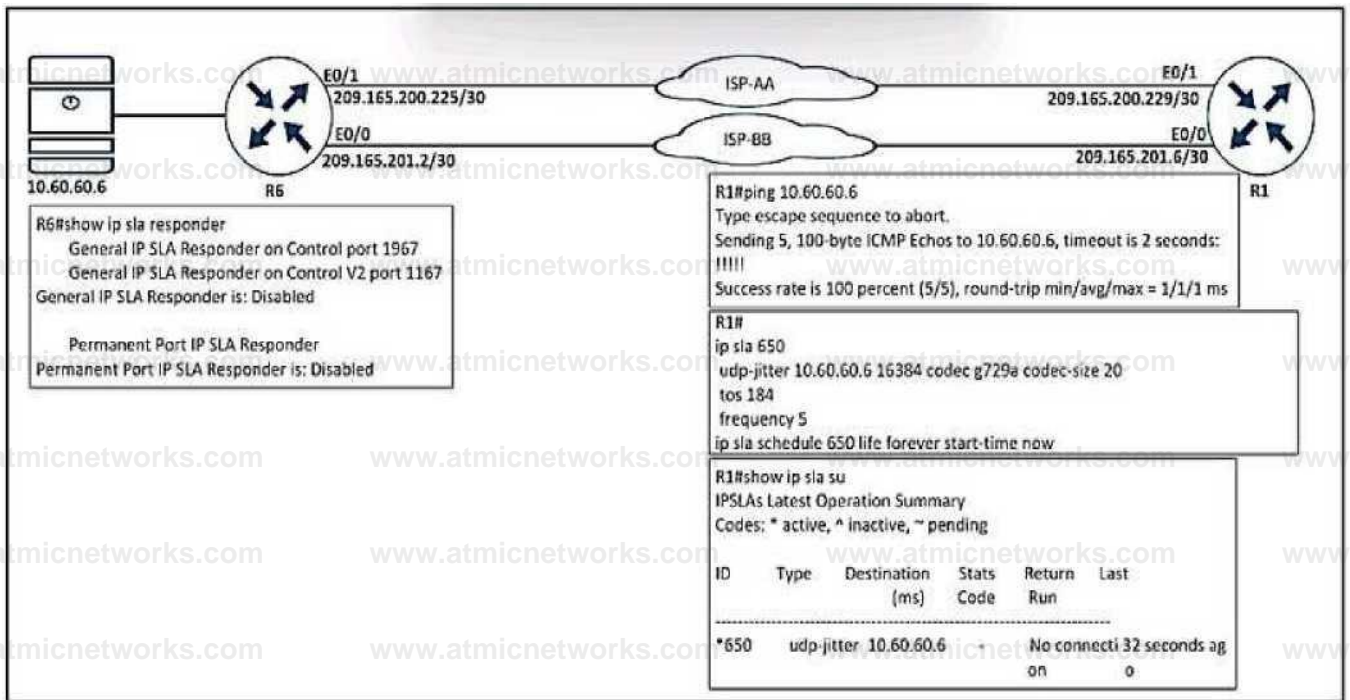 E0/1
209.165.200.225/30
E0/0
209.165.201.2/30
ISP-AA
ISP-BB
E0/1
209.165.200.229/30
E0/0
209.165.201.6/30
10.60.60.6
R6
R1
R6#show ip sla responder
General IP SLA Responder on Control port 1967
General IP SLA Responder on Control V2 port 1167
General IP SLA Responder is: Disabled
Permanent Port IP SLA Responder
Permanent Port IP SLA Responder is: Disabled
R1#ping 10.60.60.6
Type escape sequence to abort.
Sending 5, 100-byte ICMP Echos to 10.60.60.6, timeout is 2 seconds:
!!!!!
Success rate is 100 percent (5/5), round-trip min/avg/max = 1/1/1 ms
R1#
ip sla 650
udp-jitter 10.60.60.6 16384 codec g729a codec-size 20
tos 184
frequency 5
ip sla schedule 650 life forever start-time now
R1#show ip sla su
IPSLAs Latest Operation Summary
Codes: * active, ^ inactive, ~ pending
ID Type Destination Stats Return Last
(ms) Code Run
------------------------------------------------------------
*650 udp-jitter 10.60.60.6 - No connecti 32 seconds ag
on o
www.atmicnetworks.com